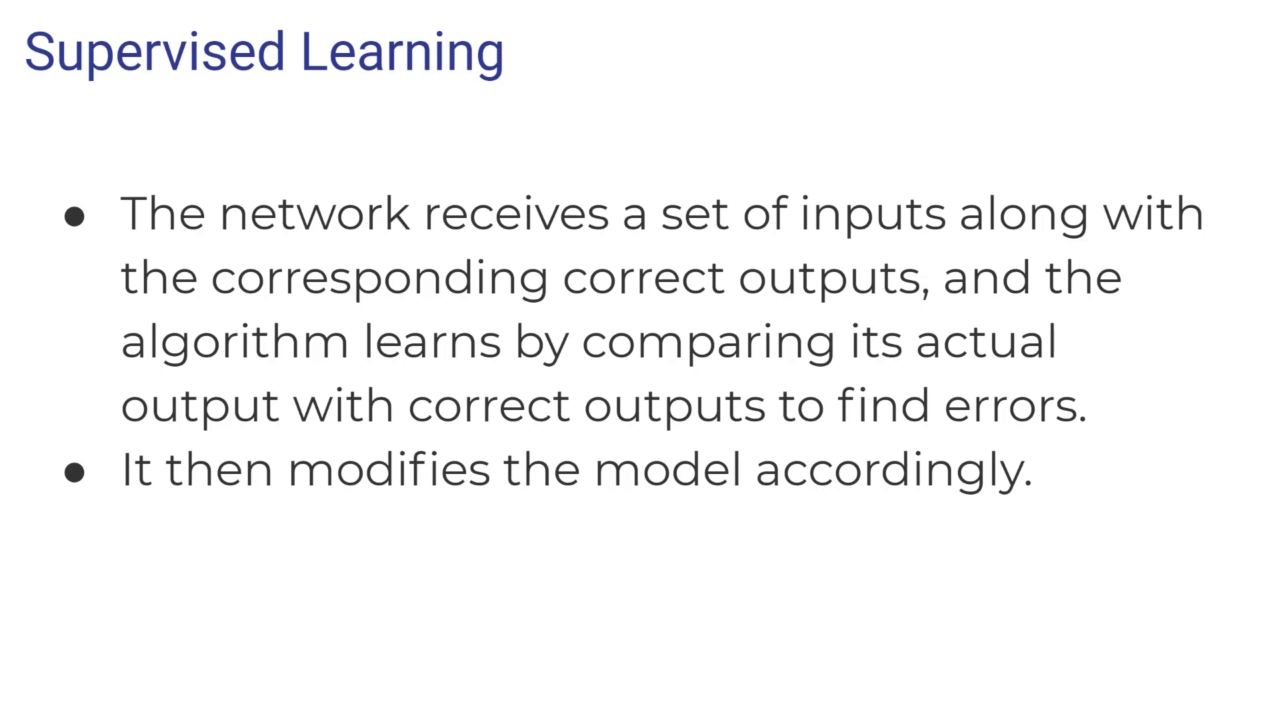 Supervised Learning
● The network receives a set of inputs along with
the corresponding correct outputs, and the
algorithm learns by comparing its actual
output with correct outputs to find errors.
● It then modifies the model accordingly.